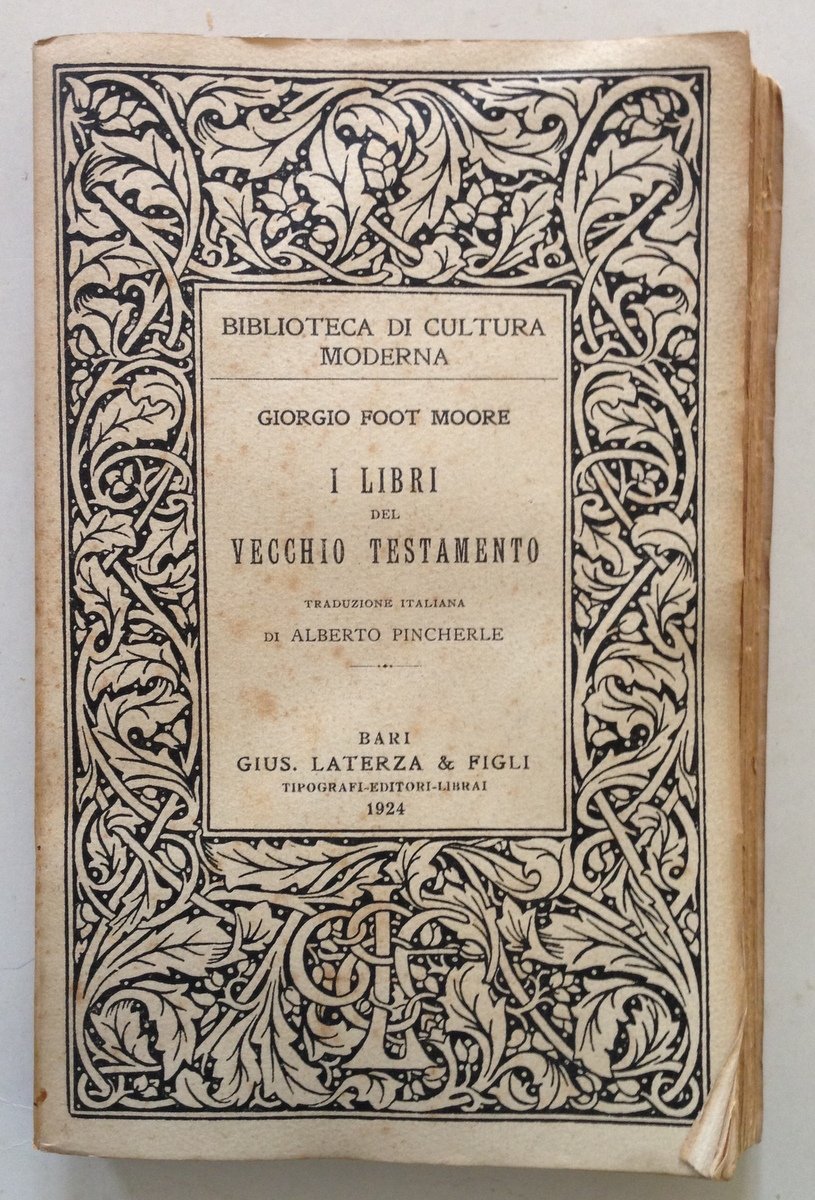 BIBLIOTECA DI CULTURA
MODERNA
GIORGIO FOOT MOORE
I LIBRI
DEL
VECCHIO TESTAMENTO
TRADUZIONE ITALIANA
DI ALBERTO PINCHERLE
BARI
GIUS. LATERZA & FIGLI
TIPOGRAFI-EDITORI-LIBRAI
1924